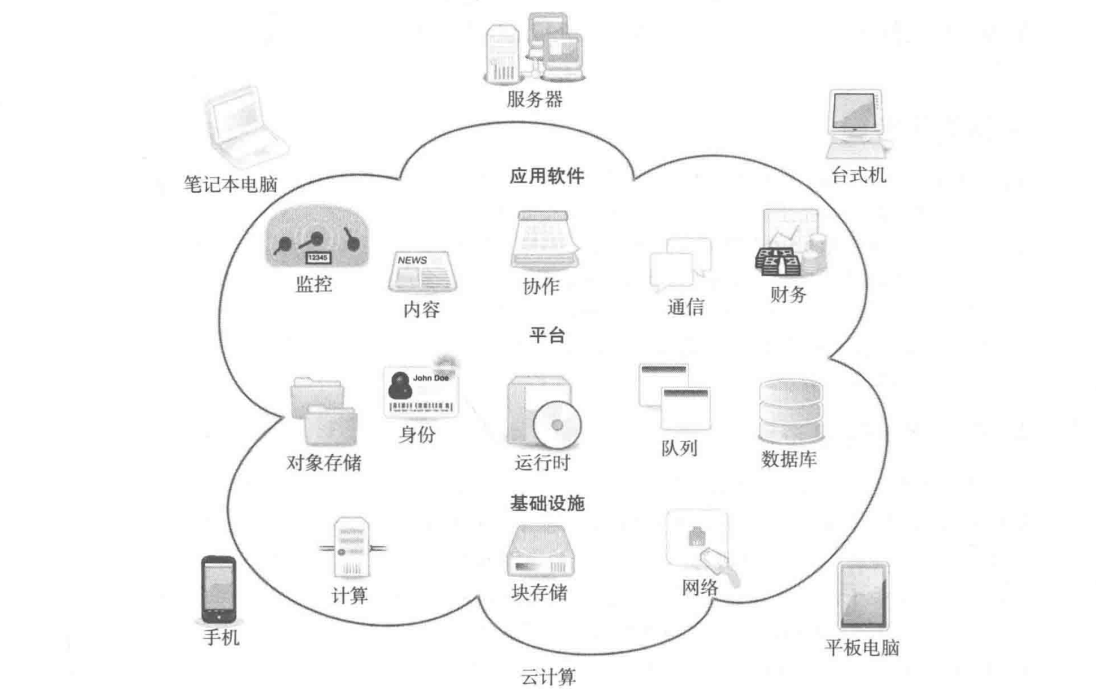 服务器
笔记本电脑
台式机
应用软件
12345
监控
NEWS
内容
协作
通信
财务
平台
对象存储
John Doe
身份
运行时
队列
数据库
基础设施
计算
块存储
网络
手机
平板电脑
云计算